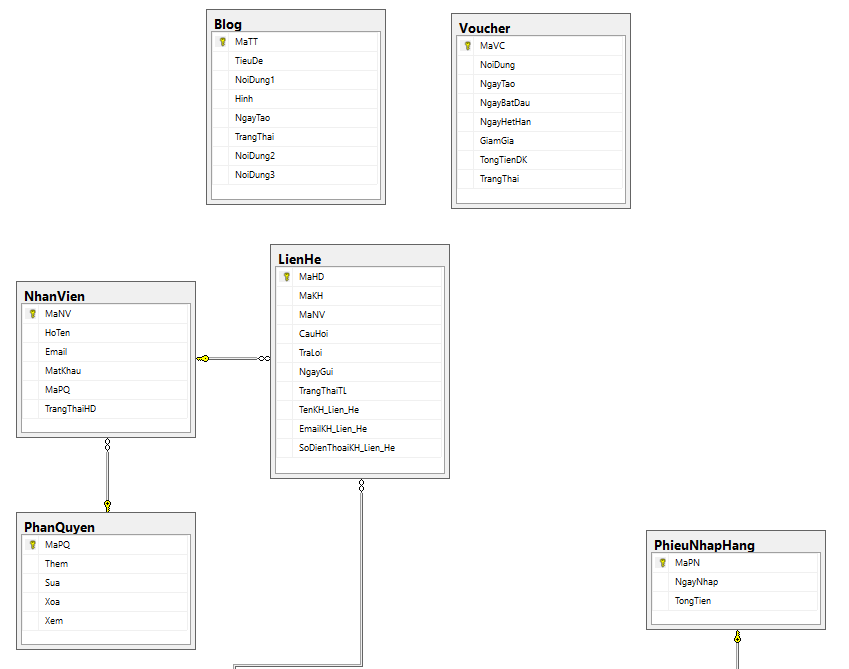 Blog
MaTT
TieuDe
NoiDung1
Hinh
NgayTao
TrangThai
NoiDung2
NoiDung3
Voucher
MaVC
NoiDung
NgayTao
NgayBatDau
NgayHetHan
GiamGia
TongTienDK
TrangThai
LienHe
MaHD
MaKH
MaNV
CauHoi
TraLoi
NgayGui
TrangThaiTL
TenKH_Lien_He
EmailKH_Lien_He
SoDienThoaiKH_Lien_He
NhanVien
MaNV
HoTen
Email
MatKhau
MaPQ
TrangThaiHD
PhanQuyen
MaPQ
Them
Sua
Xoa
Xem
PhieuNhapHang
MaPN
NgayNhap
TongTien